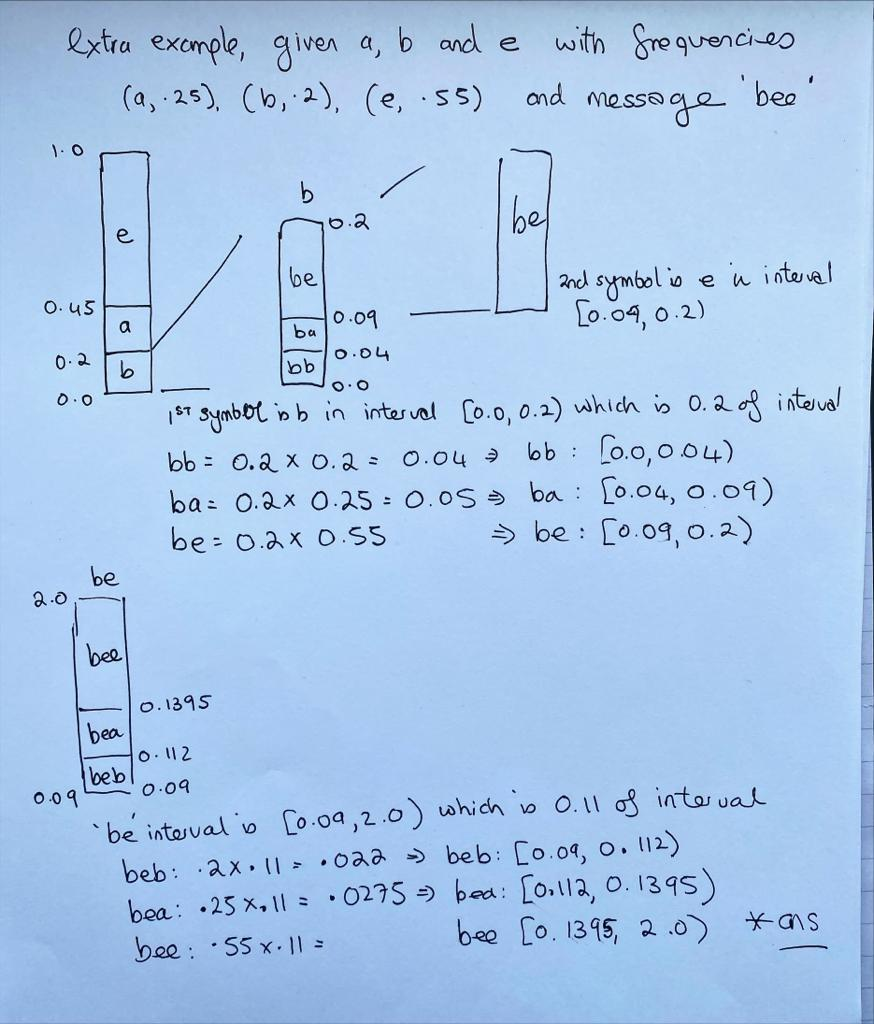 extra example, given a, b and e with frequencies
(a, .25), (b, .2), (e, .55) and message 'bee'
1.0
e
0.45
a
0.2
b
0.0
b
0.2
be
0.09
ba
0.04
bb
0.0
be
2nd symbol is e in interval
[0.09, 0.2)
1ST symbol is b in interval [0.0, 0.2) which is 0.2 of interval
bb = 0.2 x 0.2 = 0.04 ⇒ bb : [0.0, 0.04)
ba = 0.2 x 0.25 = 0.05 ⇒ ba : [0.04, 0.09)
be = 0.2 x 0.55 ⇒ be : [0.09, 0.2)
be
2.0
bee
0.1395
bea
0.112
beb
0.09 0.09
'be' interval is [0.09, 2.0) which is 0.11 of interval
beb: .2 x .11 = .022 ⇒ beb: [0.09, 0.112)
bea: .25 x .11 = .0275 ⇒ bea: [0.112, 0.1395)
bee: .55 x .11 = bee [0.1395, 2.0) * ans